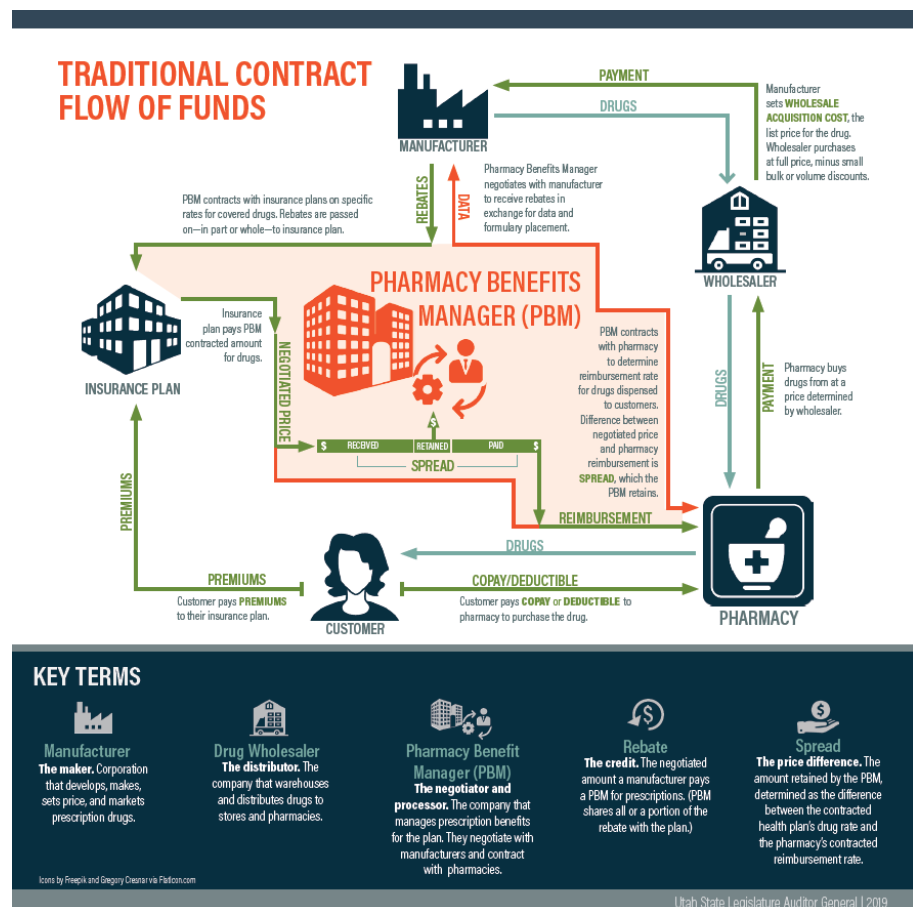 TRADITIONAL CONTRACT
FLOW OF FUNDS
MANUFACTURER
PAYMENT
DRUGS
Manufacturer
sets WHOLESALE
ACQUISITION COST, the
list price for the drug.
Wholesaler purchases
at full price, minus small
bulk or volume discounts.
PBM contracts with insurance plans on specific
rates for covered drugs. Rebates are passed
on—in part or whole—to insurance plan.
REBATES
DATA
Pharmacy Benefits Manager
negotiates with manufacturer
to receive rebates in
exchange for data and
formulary placement.
WHOLESALER
PHARMACY BENEFITS
MANAGER (PBM)
Insurance
plan pays PBM
contracted amount
for drugs.
INSURANCE PLAN
NEGOTIATED PRICE
PBM contracts
with pharmacy
to determine
reimbursement rate
for drugs dispensed
to customers.
Difference between
negotiated price
and pharmacy
reimbursement is
SPREAD, which the
PBM retains.
DRUGS
PAYMENT
Pharmacy buys
drugs from at a
price determined
by wholesaler.
$
$ RECEIVED RETAINED PAID $
SPREAD
REIMBURSEMENT
PREMIUMS
DRUGS
PREMIUMS
Customer pays PREMIUMS
to their insurance plan.
CUSTOMER
COPAY/DEDUCTIBLE
Customer pays COPAY or DEDUCTIBLE to
pharmacy to purchase the drug.
PHARMACY
KEY TERMS
Manufacturer
The maker. Corporation
that develops, makes,
sets price, and markets
prescription drugs.
Drug Wholesaler
The distributor. The
company that warehouses
and distributes drugs to
stores and pharmacies.
Pharmacy Benefit
Manager (PBM)
The negotiator and
processor. The company that
manages prescription benefits
for the plan. They negotiate with
manufacturers and contract
with pharmacies.
$
Rebate
The credit. The negotiated
amount a manufacturer pays
a PBM for prescriptions. (PBM
shares all or a portion of the
rebate with the plan.)
$
Spread
The price difference. The
amount retained by the PBM,
determined as the difference
between the contracted
health plan's drug rate and
the pharmacy's contracted
reimbursement rate.
Icons by Freepik and Gregory Cresnar via FlatIcon.com
Utah State Legislature Auditor General | 2019